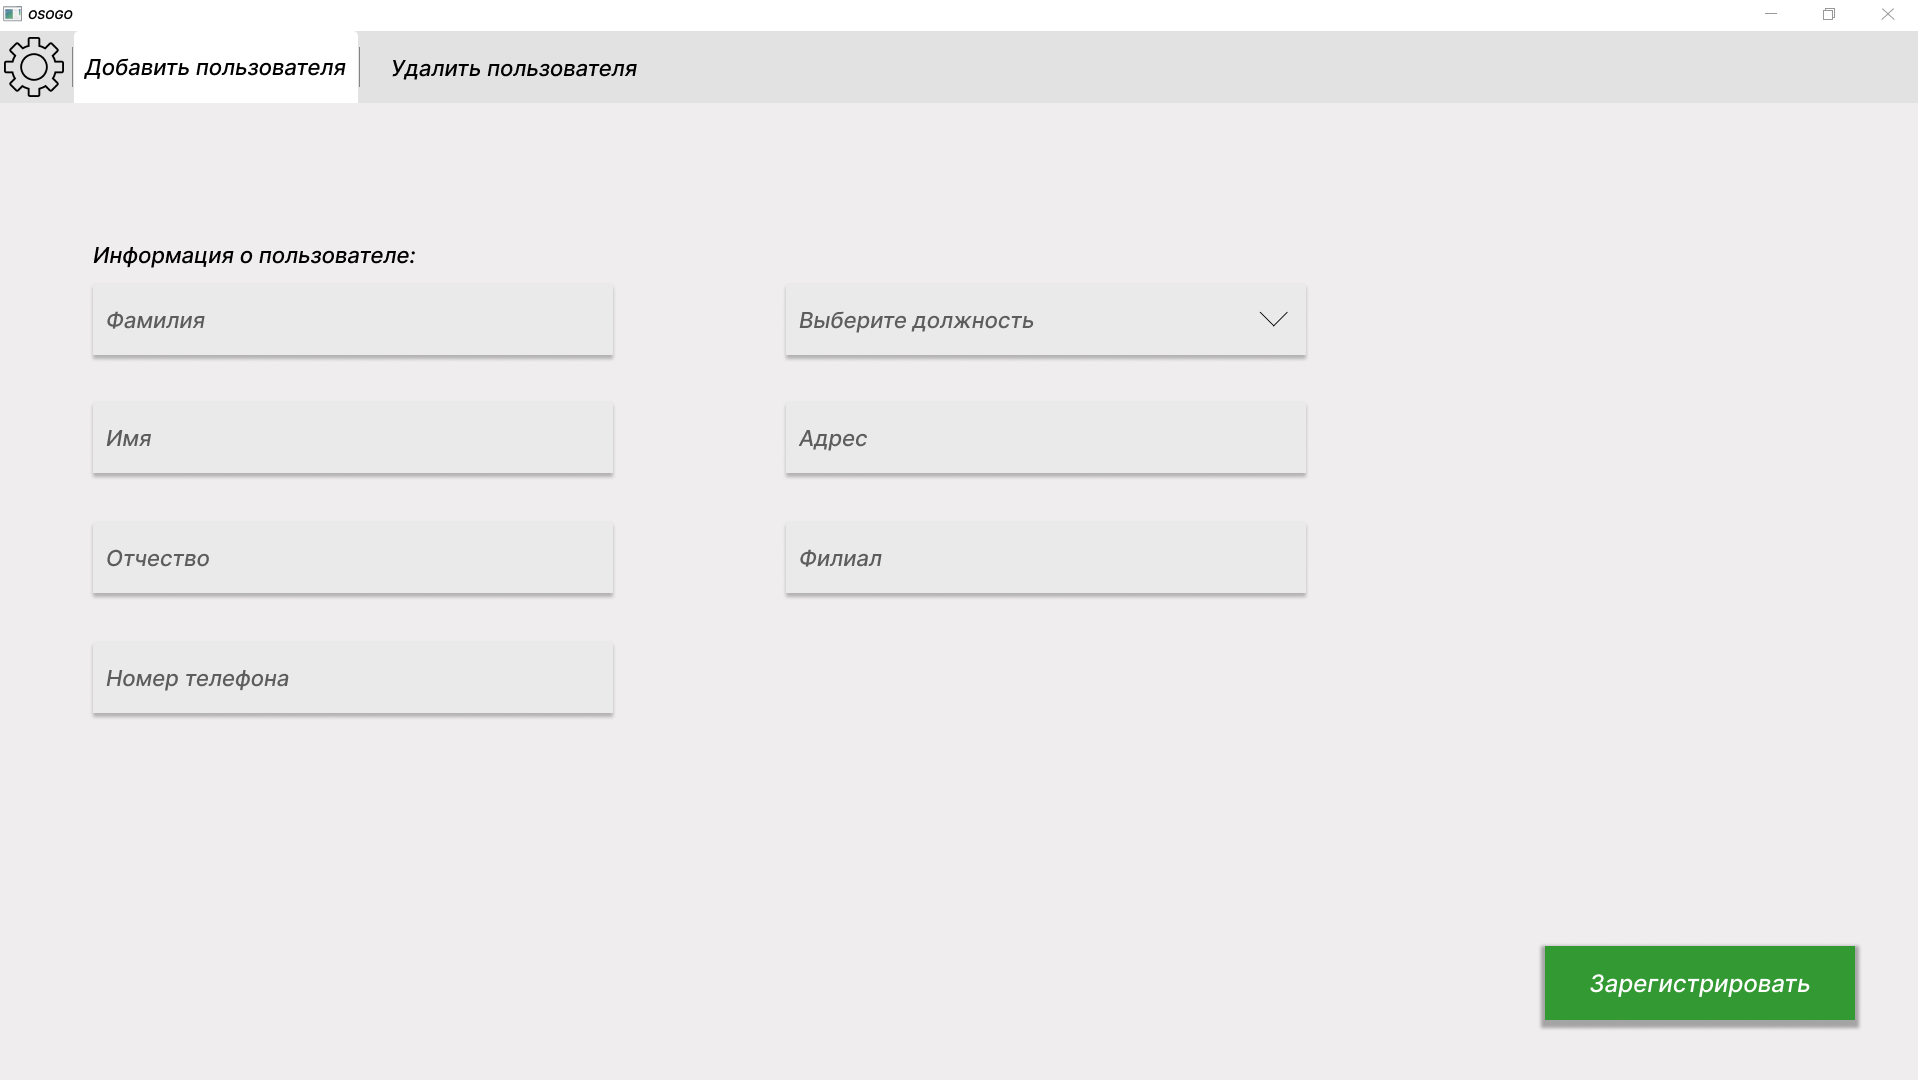 OSOGO
Добавить пользователя
Удалить пользователя
Информация о пользователе:
Фамилия
Выберите должность
Имя
Адрес
Отчество
Филиал
Номер телефона
Зарегистрировать